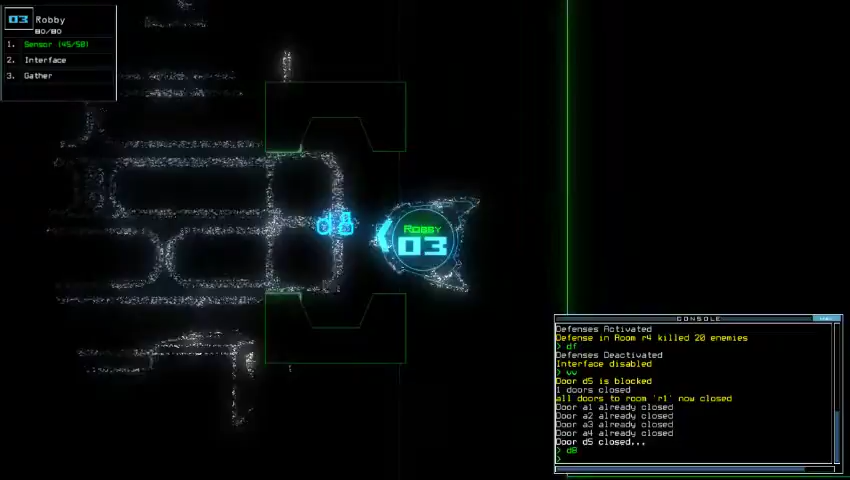 03 Robby
80/80
1. Sensor (45/50)
2. Interface
3. Gather
d8
Robby
03
CONSOLE
Defenses Activated
Defense in Room r4 killed 20 enemies
> df
Defenses Deactivated
Interface disabled
> vv
Door d5 is blocked
1 doors closed
all doors to room 'r1' now closed
Door a1 already closed
Door a2 already closed
Door a3 already closed
Door a4 already closed
Door d5 closed...
> d8
>